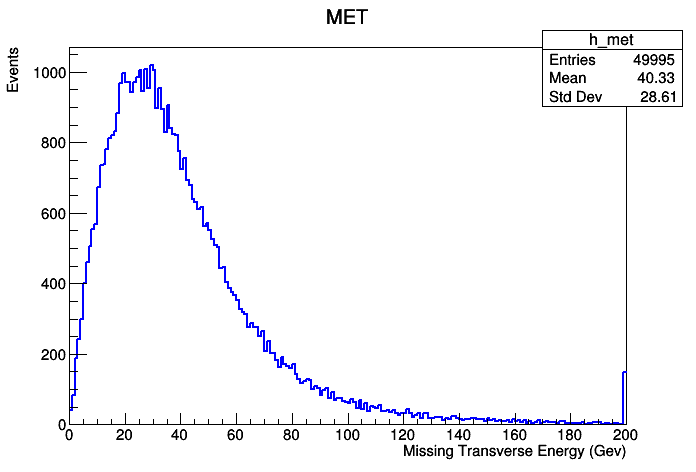 MET
h_met
Entries 49995
Mean 40.33
Std Dev 28.61
Events
1000
800
600
400
200
0
0 20 40 60 80 100 120 140 160 180 200
Missing Transverse Energy (Gev)